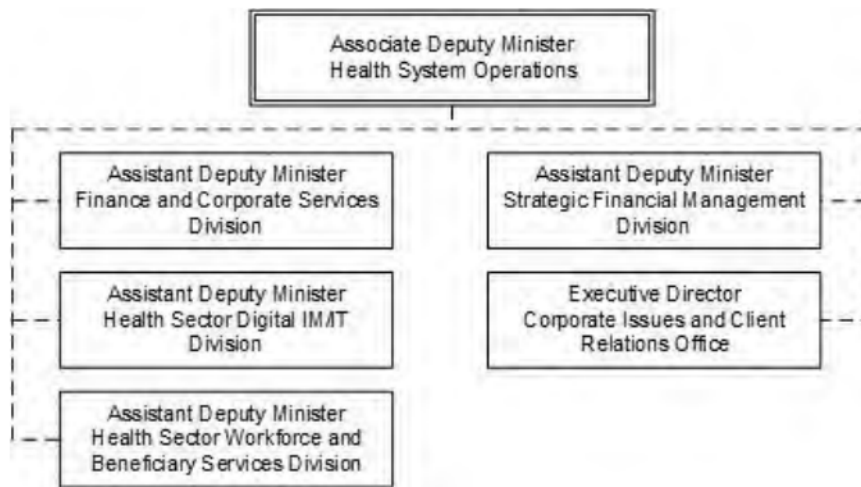 Associate Deputy Minister
Health System Operations
Assistant Deputy Minister
Finance and Corporate Services
Division
Assistant Deputy Minister
Health Sector Digital IM/IT
Division
Assistant Deputy Minister
Health Sector Workforce and
Beneficiary Services Division
Assistant Deputy Minister
Strategic Financial Management
Division
Executive Director
Corporate Issues and Client
Relations Office